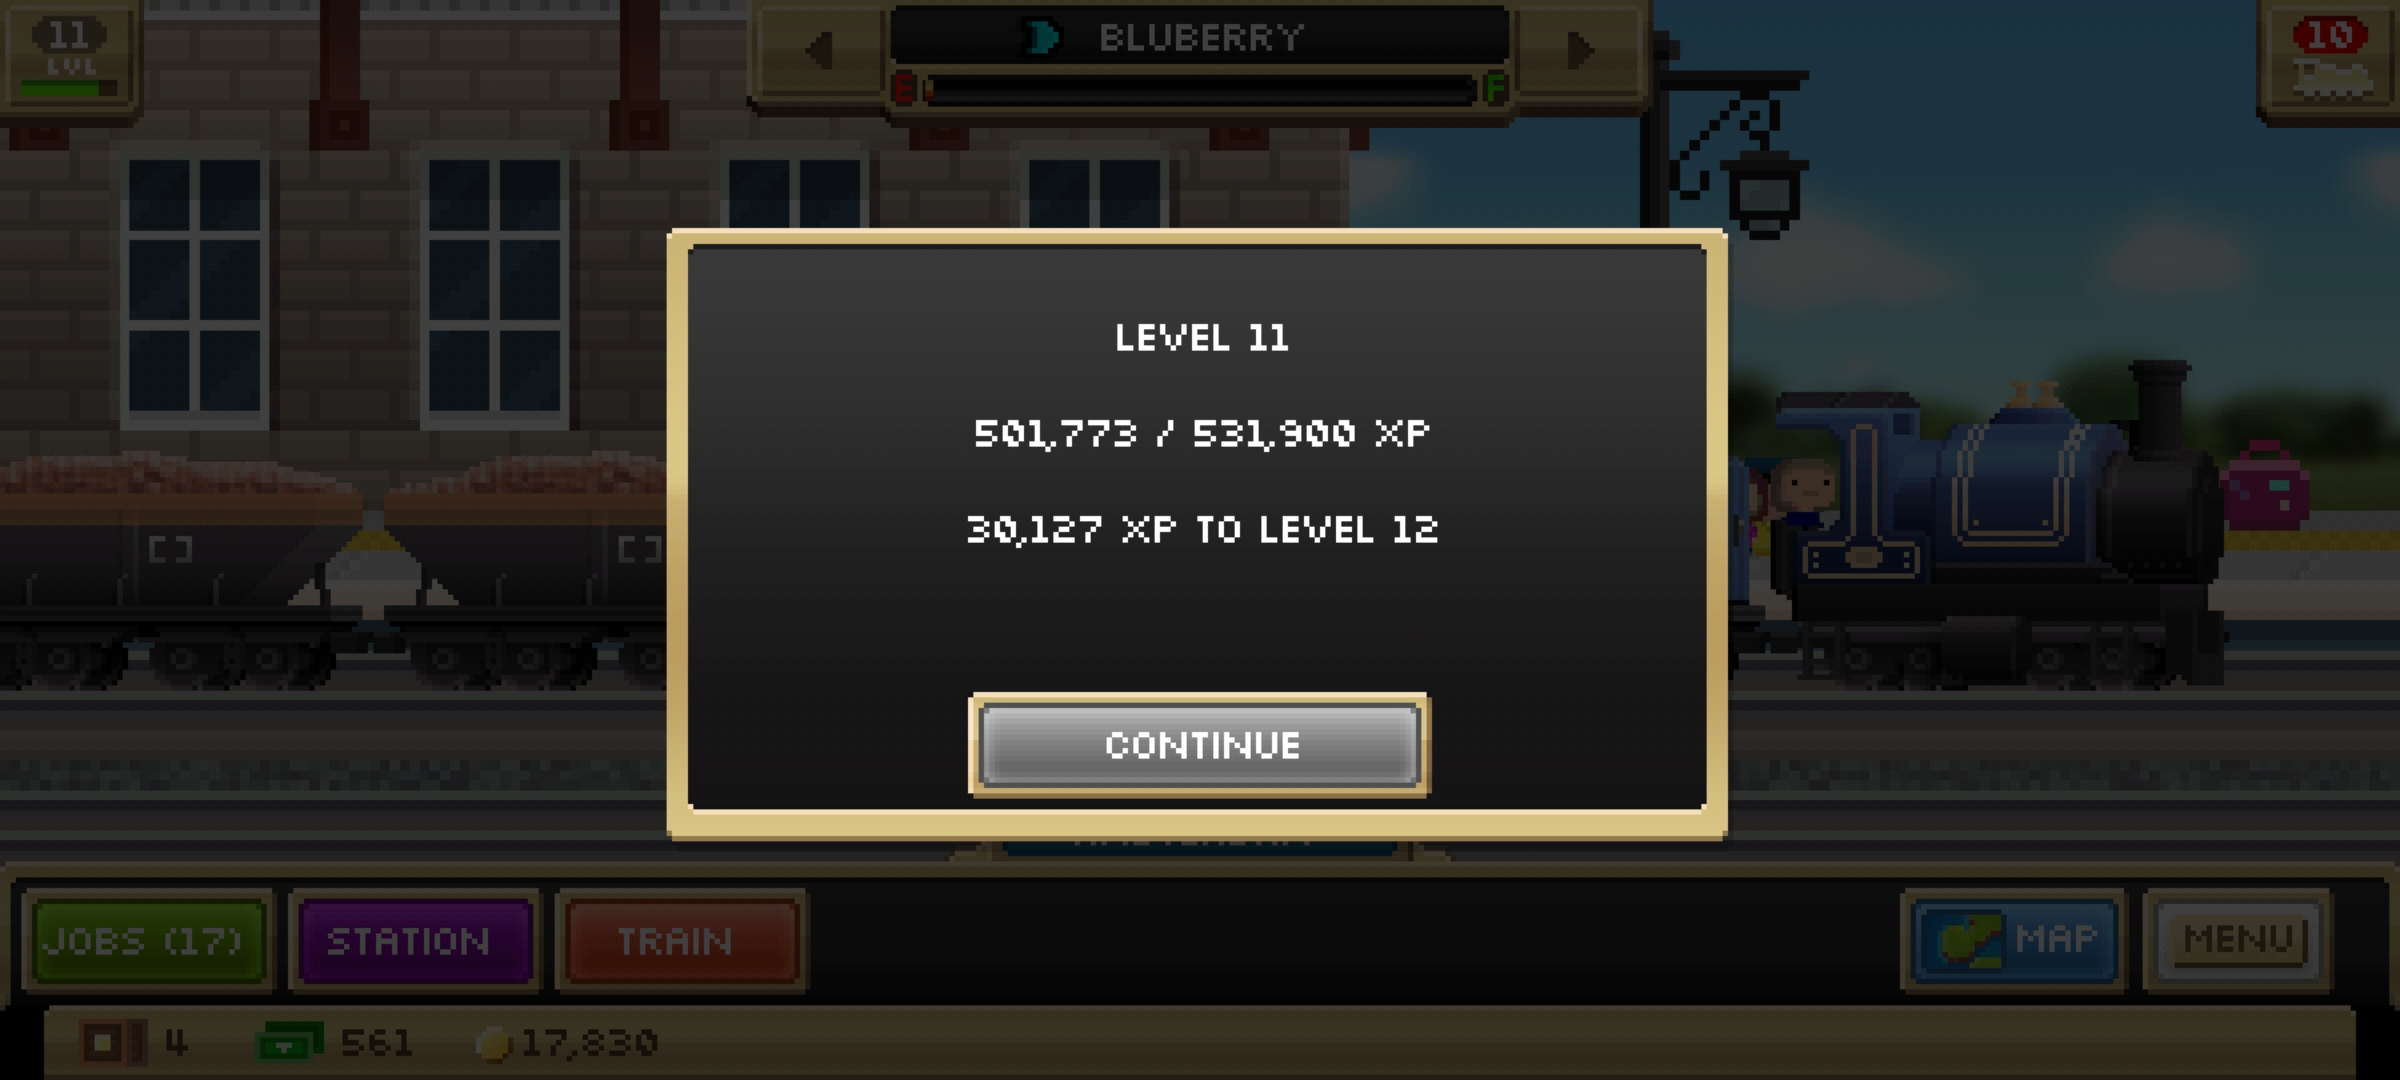 11
LVL
BLUBERRY
E
F
10
LEVEL 11
501,773 / 531,900 XP
30,127 XP TO LEVEL 12
CONTINUE
JOBS (17)
STATION
TRAIN
MAP
MENU
4
561
17,830